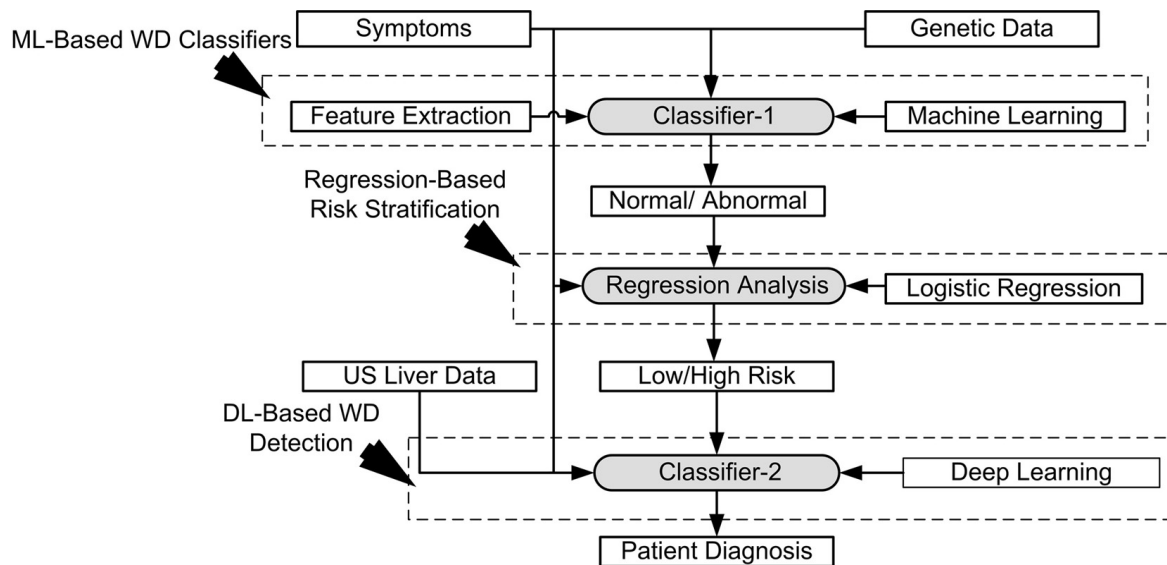 Symptoms
Genetic Data
ML-Based WD Classifiers
Feature Extraction
Classifier-1
Machine Learning
Regression-Based
Risk Stratification
Normal/ Abnormal
Regression Analysis
Logistic Regression
US Liver Data
Low/High Risk
DL-Based WD
Detection
Classifier-2
Deep Learning
Patient Diagnosis